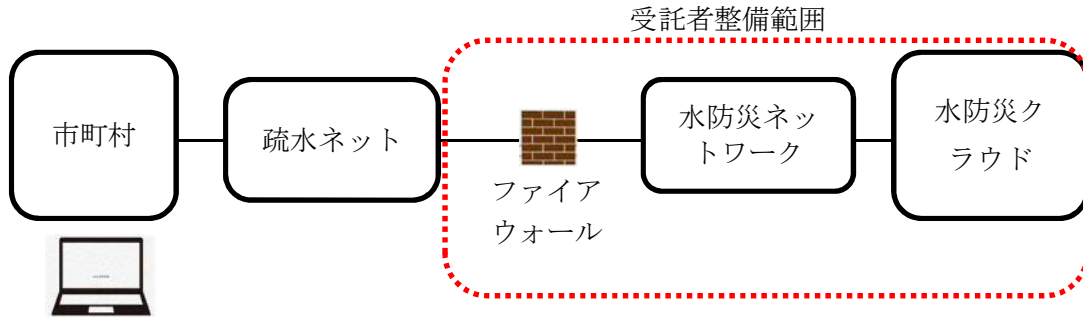 受託者整備範囲
市町村
疏水ネット
ファイア
ウォール
水防災ネッ
トワーク
水防災ク
ラウド